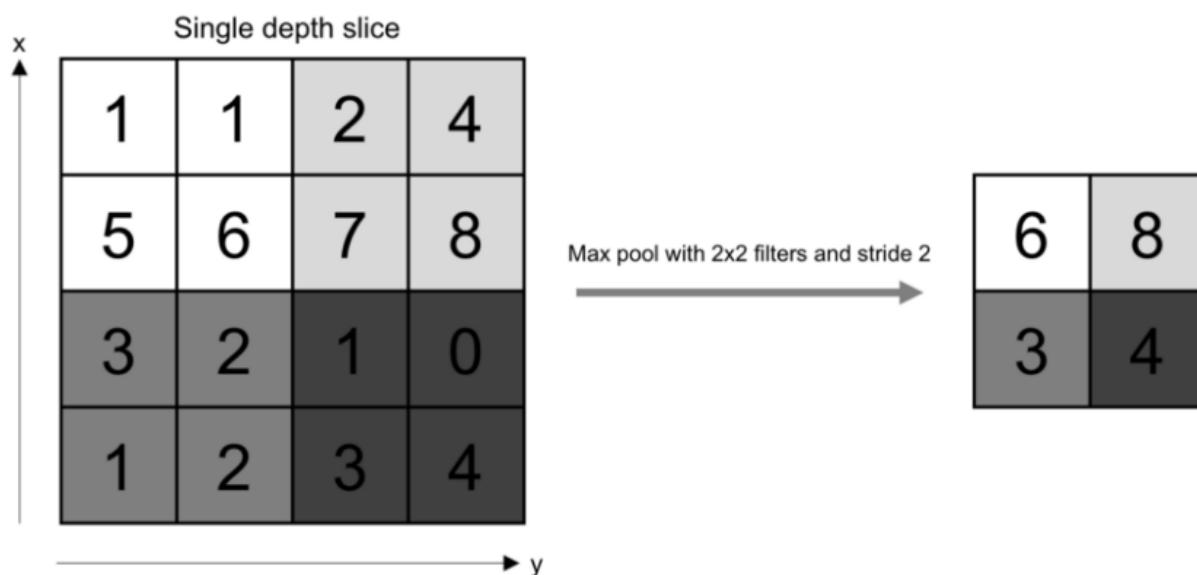 Single depth slice
x
1 1 2 4
5 6 7 8
3 2 1 0
1 2 3 4
y
Max pool with 2x2 filters and stride 2
6 8
3 4